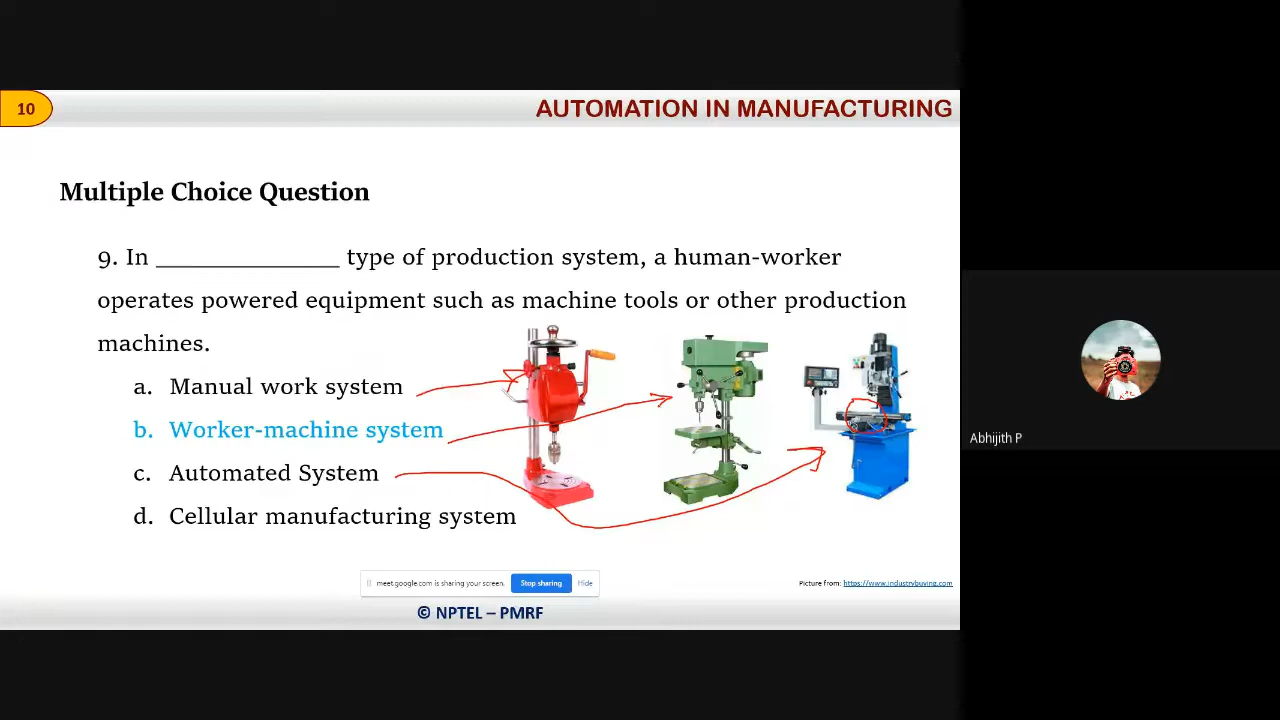 10
AUTOMATION IN MANUFACTURING
Multiple Choice Question
9. In _______________ type of production system, a human-worker
operates powered equipment such as machine tools or other production
machines.
a. Manual work system
b. Worker-machine system
c. Automated System
d. Cellular manufacturing system
meet.google.com is sharing your screen. Stop sharing Hide
Picture from: https://www.industrybuying.com
© NPTEL – PMRF
Abhijith P